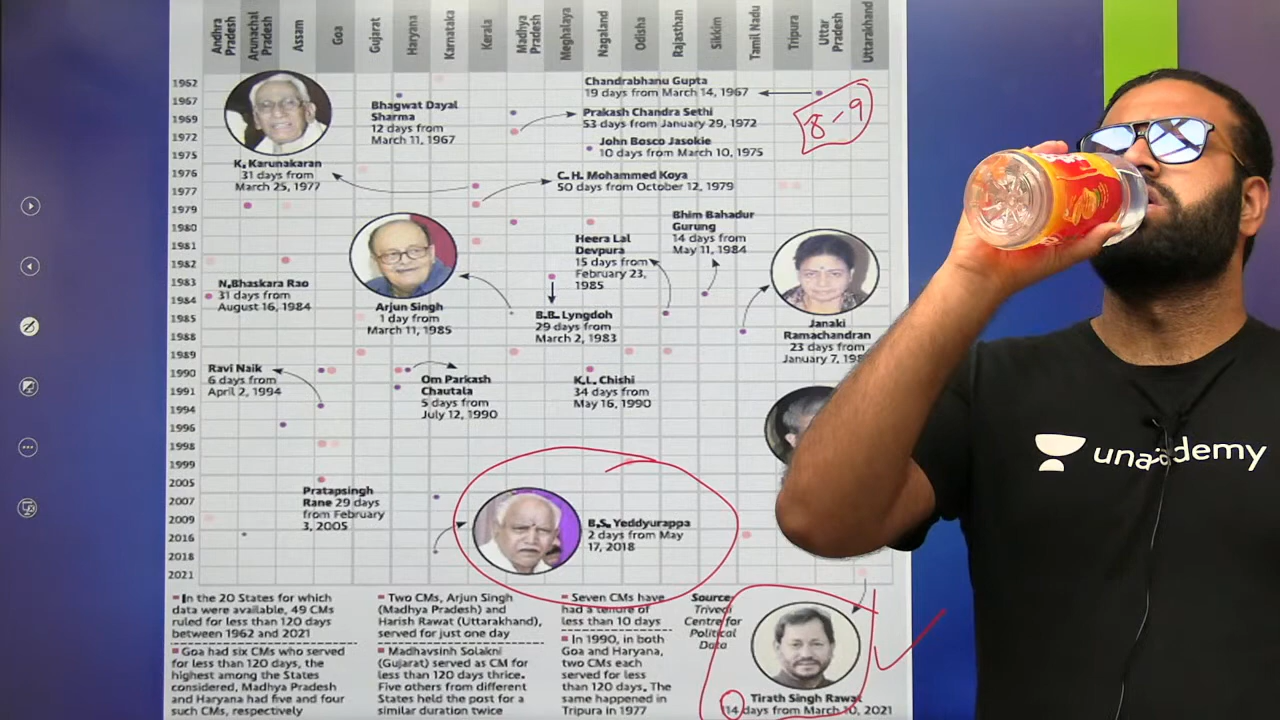 Andhra Pradesh
Arunachal Pradesh
Assam
Goa
Gujarat
Haryana
Karnataka
Kerala
Madhya Pradesh
Meghalaya
Nagaland
Odisha
Rajasthan
Sikkim
Tamil Nadu
Tripura
Uttar Pradesh
Uttarakhand
1962
1967
1969
1972
1975
1976
1977
1979
1980
1981
1982
1983
1984
1985
1988
1989
1990
1991
1994
1996
1998
1999
2005
2007
2009
2016
2018
2021
Chandrabhanu Gupta
19 days from March 14, 1967
8-9
Bhagwat Dayal
Sharma
12 days from
March 11, 1967
Prakash Chandra Sethi
53 days from January 29, 1972
John Bosco Jasokie
10 days from March 10, 1975
K. Karunakaran
31 days from
March 25, 1977
C. H. Mohammed Koya
50 days from October 12, 1979
Bhim Bahadur
Gurung
14 days from
May 11, 1984
Heera Lal
Devpura
15 days from
February 23,
1985
N. Bhaskara Rao
31 days from
August 16, 1984
Arjun Singh
1 day from
March 11, 1985
B.B. Lyngdoh
29 days from
March 2, 1983
Janaki
Ramachandran
23 days from
January 7, 198
Ravi Naik
6 days from
April 2, 1994
Om Parkash
Chautala
5 days from
July 12, 1990
K.L. Chishi
34 days from
May 16, 1990
Pratapsingh
Rane 29 days
from February
3, 2005
B.S. Yeddyurappa
2 days from May
17, 2018
unacademy
In the 20 States for which
data were available, 49 CMs
ruled for less than 120 days
between 1962 and 2021
Goa had six CMs who served
for less than 120 days, the
highest among the States
considered, Madhya Pradesh
and Haryana had five and four
such CMs, respectively
Two CMs, Arjun Singh
(Madhya Pradesh) and
Harish Rawat (Uttarakhand),
served for just one day
Madhavsinh Solakni
(Gujarat) served as CM for
less than 120 days thrice.
Five others from different
States held the post for a
similar duration twice
Seven CMs have
had a tenure of
less than 10 days
In 1990, in both
Goa and Haryana,
two CMs each
served for less
than 120 days. The
same happened in
Tripura in 1977
Source:
Trivedi
Centre for
Political
Data
Tirath Singh Rawat
114 days from March 10, 2021